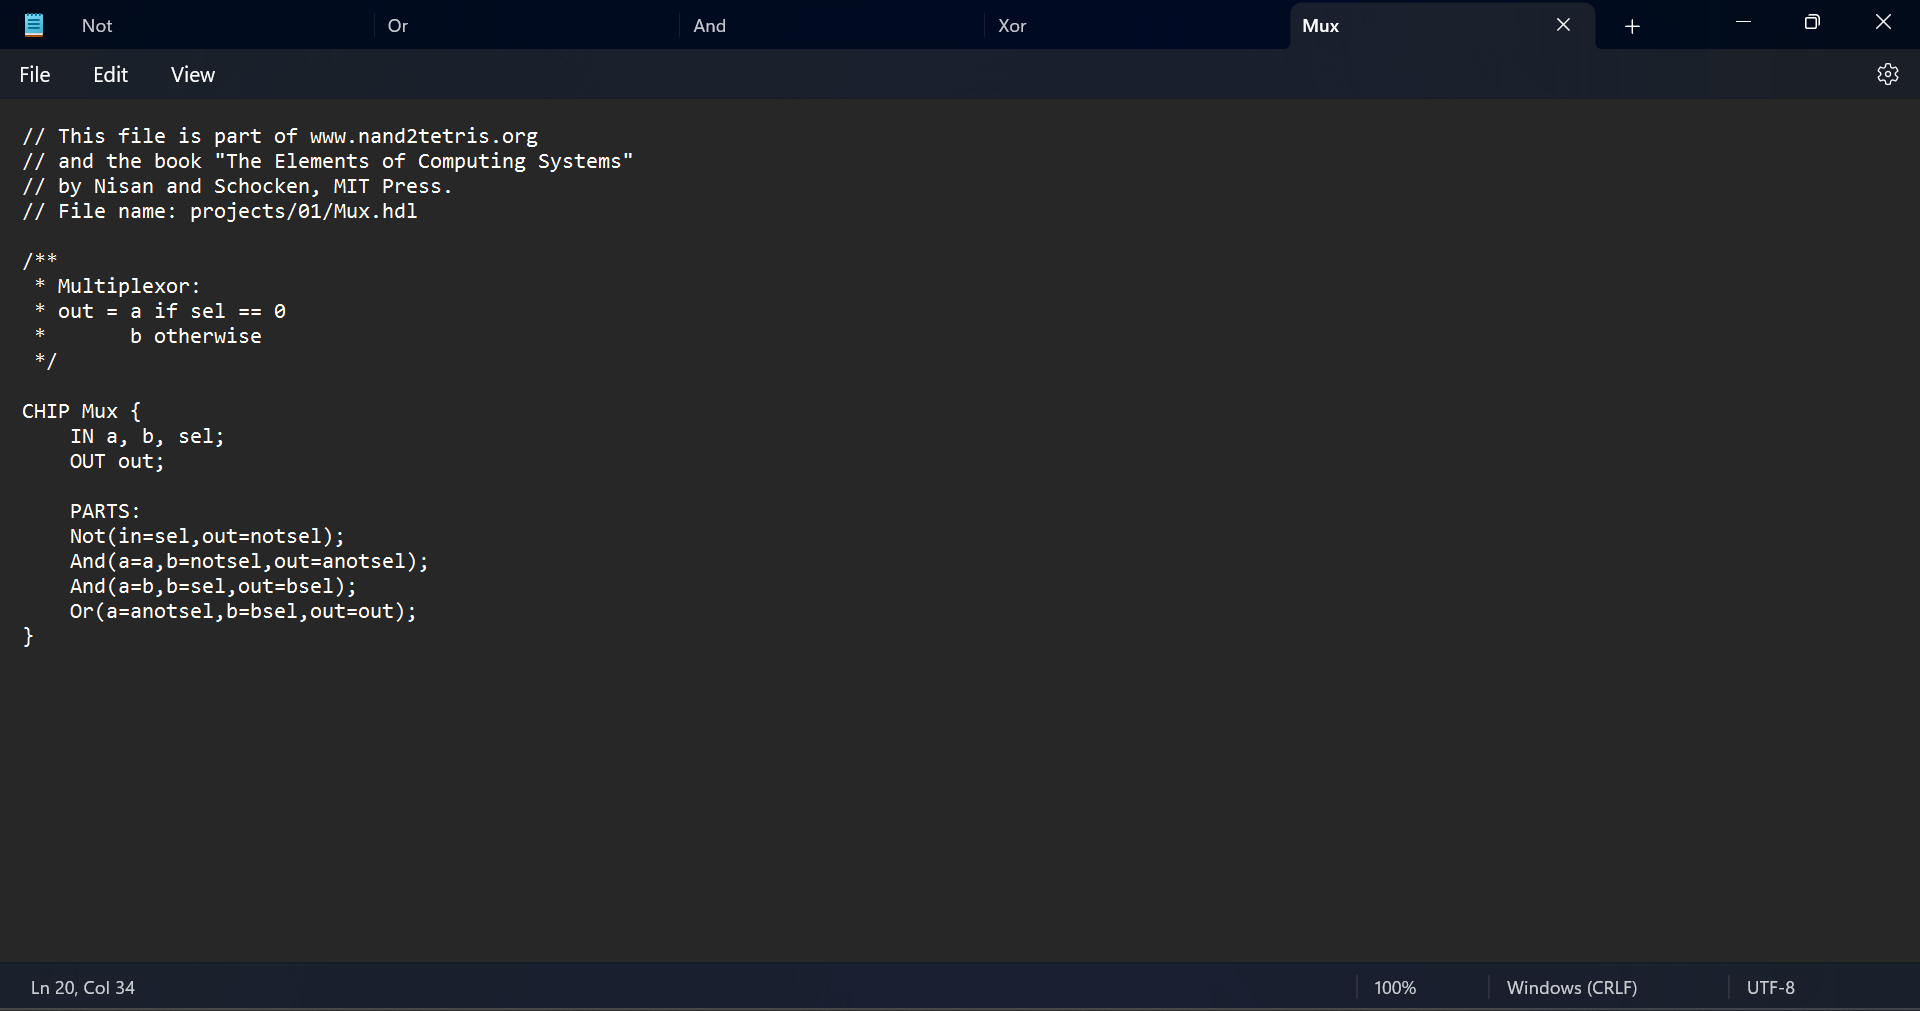 Not
Or
And
Xor
Mux
File Edit View
// This file is part of www.nand2tetris.org
// and the book "The Elements of Computing Systems"
// by Nisan and Schocken, MIT Press.
// File name: projects/01/Mux.hdl
/**
 * Multiplexor:
 * out = a if sel == 0
 *       b otherwise
 */
CHIP Mux {
    IN a, b, sel;
    OUT out;
    PARTS:
    Not(in=sel,out=notsel);
    And(a=a,b=notsel,out=anotsel);
    And(a=b,b=sel,out=bsel);
    Or(a=anotsel,b=bsel,out=out);
}
Ln 20, Col 34
100%
Windows (CRLF)
UTF-8